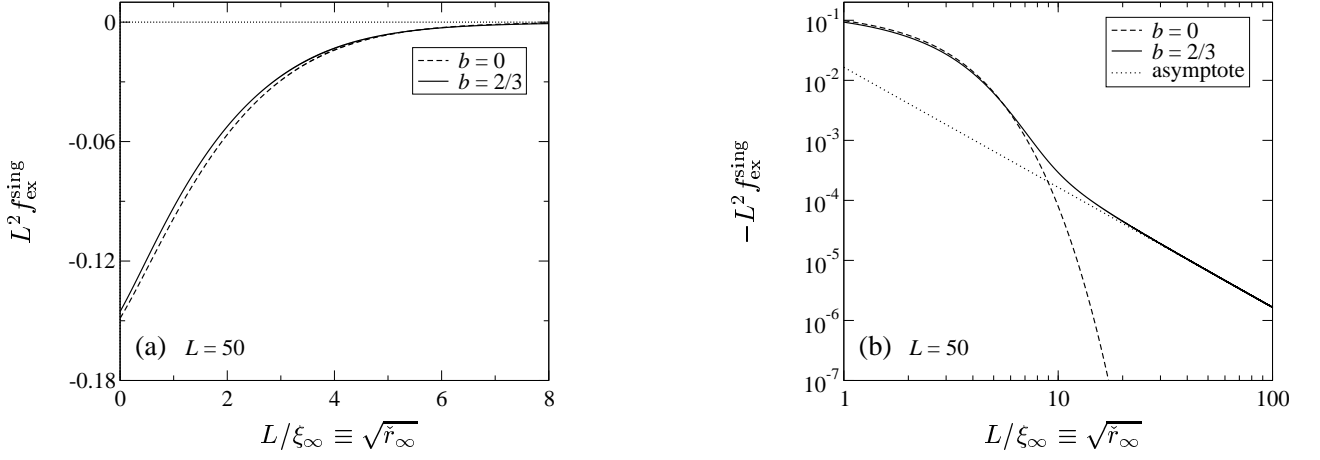 0
-0.06
-0.12
-0.18
0
2
4
6
8
b = 0
b = 2/3
(a) L = 50
L² f_ex^sing
L/ξ_∞ ≡ √ř_∞
10^-1
10^-2
10^-3
10^-4
10^-5
10^-6
10^-7
1
10
100
b = 0
b = 2/3
asymptote
(b) L = 50
−L² f_ex^sing
L/ξ_∞ ≡ √ř_∞